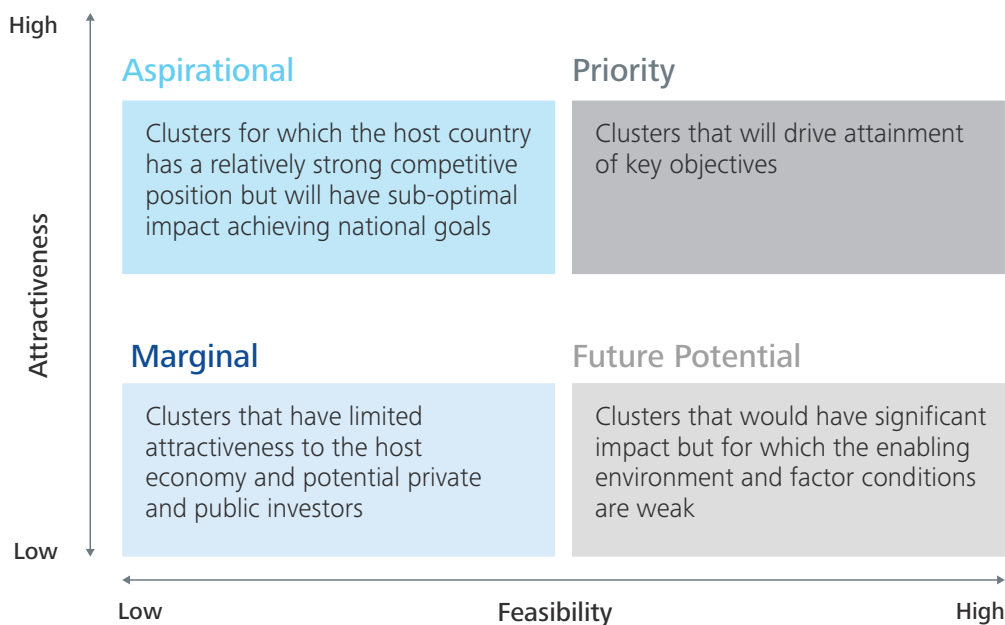 High
Aspirational
Clusters for which the host country
has a relatively strong competitive
position but will have sub-optimal
impact achieving national goals
Priority
Clusters that will drive attainment
of key objectives
Attractiveness
Marginal
Clusters that have limited
attractiveness to the host
economy and potential private
and public investors
Future Potential
Clusters that would have significant
impact but for which the enabling
environment and factor conditions
are weak
Low
Low
Feasibility
High